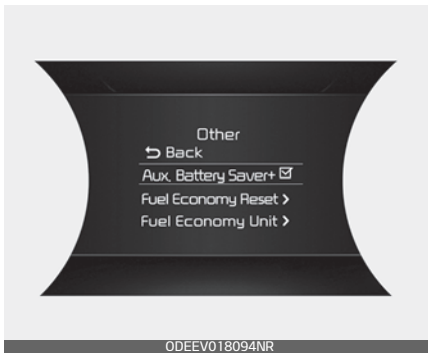 Other
Back
Aux. Battery Saver+
Fuel Economy Reset >
Fuel Economy Unit >
ODEEV018094NR